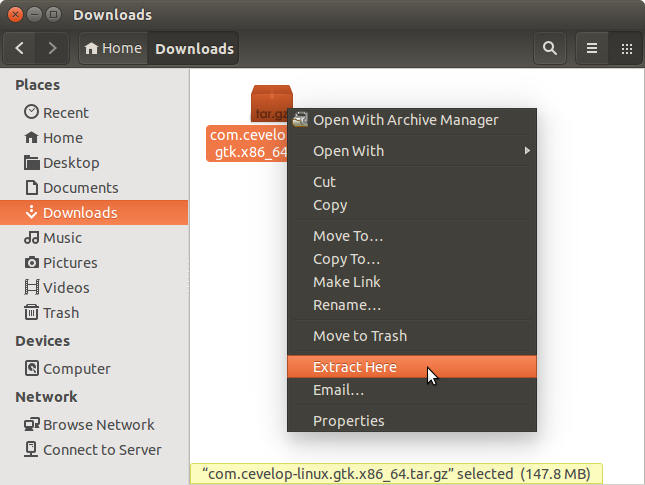 Downloads
Home
Downloads
Places
Recent
Home
Desktop
Documents
Downloads
Music
Pictures
Videos
Trash
Devices
Computer
Network
Browse Network
Connect to Server
tar.gz
com.cevelop
gtk.x86_64
Open With Archive Manager
Open With
Cut
Copy
Move To...
Copy To...
Make Link
Rename...
Move to Trash
Extract Here
Email...
Properties
“com.cevelop-linux.gtk.x86_64.tar.gz” selected (147.8 MB)